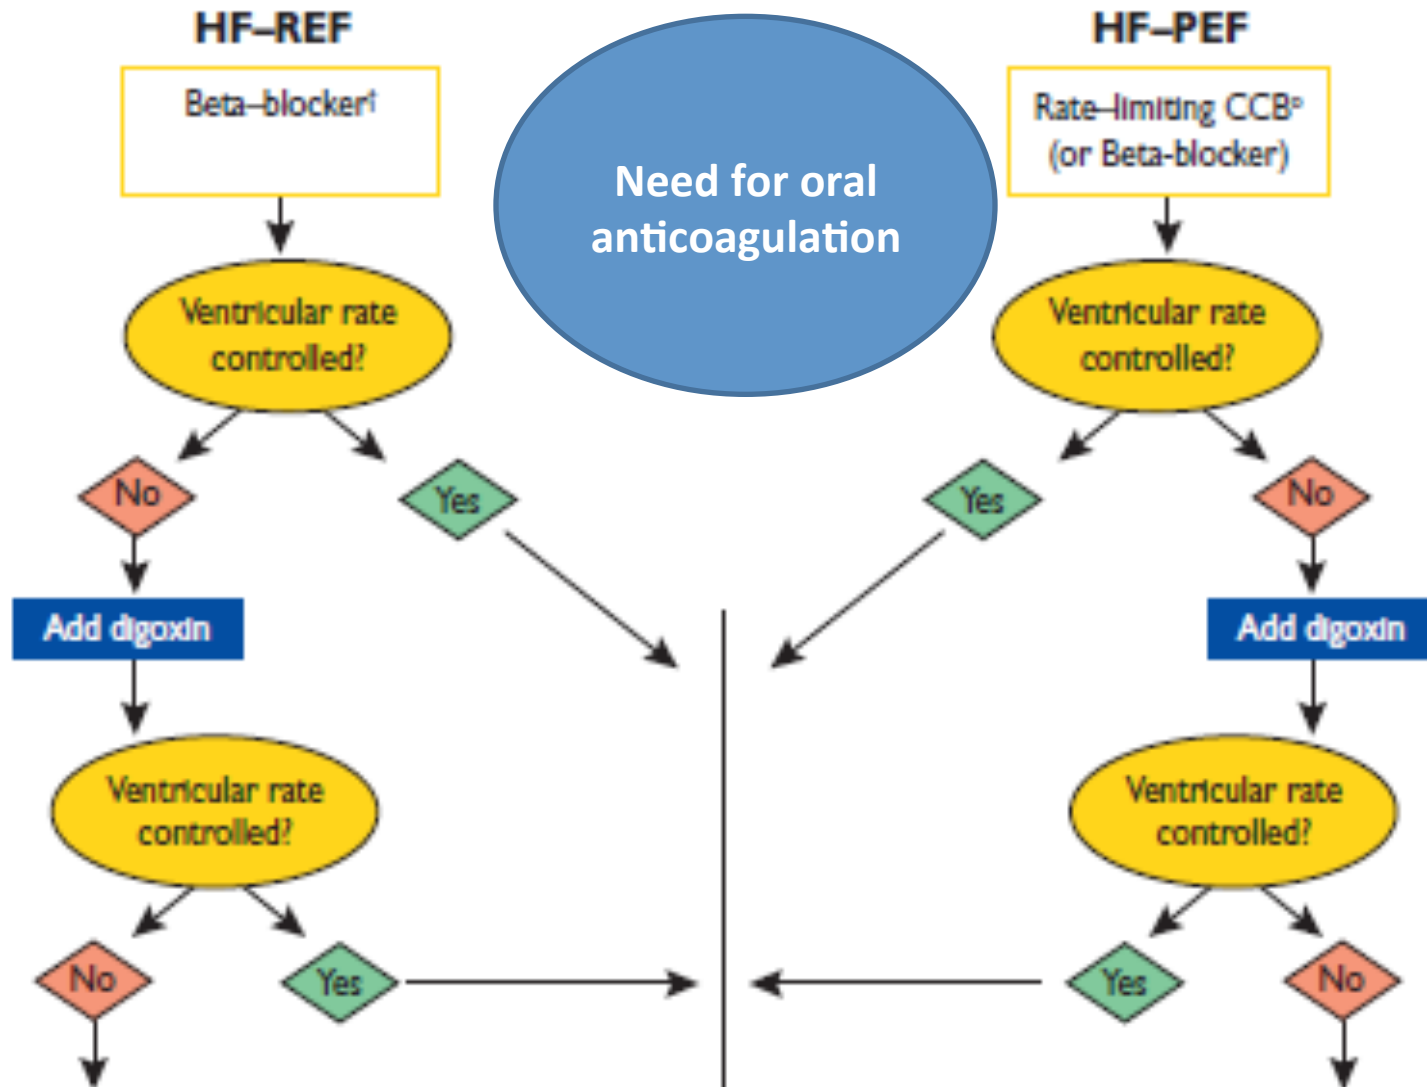 HF–REF
Beta–blocker†
Need for oral
anticoagulation
HF–PEF
Rate–limiting CCB°
(or Beta-blocker)
Ventricular rate
controlled?
Ventricular rate
controlled?
No
Yes
Yes
No
Add digoxin
Add digoxin
Ventricular rate
controlled?
Ventricular rate
controlled?
No
Yes
Yes
No